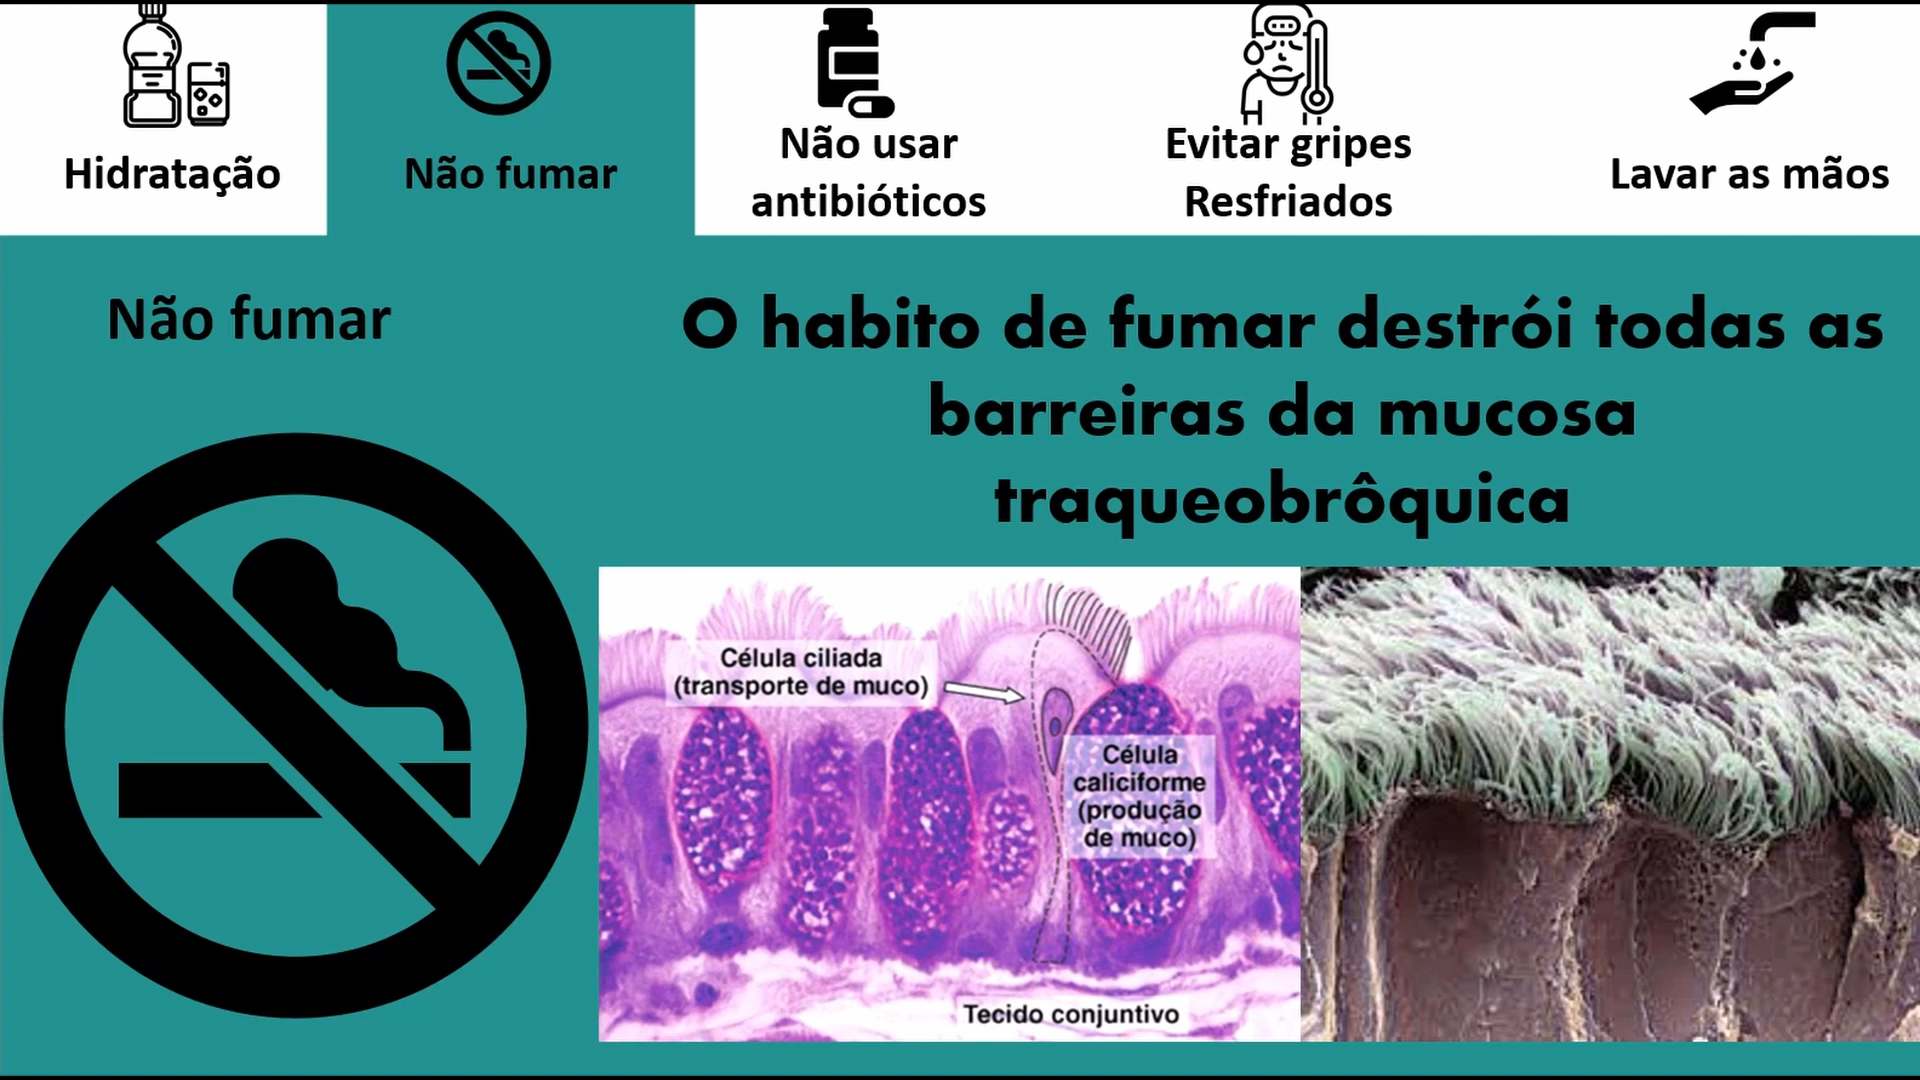 Hidratação
Não fumar
Não usar
antibióticos
Evitar gripes
Resfriados
Lavar as mãos
Não fumar
O habito de fumar destrói todas as
barreiras da mucosa
traqueobrôquica
Célula ciliada
(transporte de muco)
Célula
caliciforme
(produção
de muco)
Tecido conjuntivo